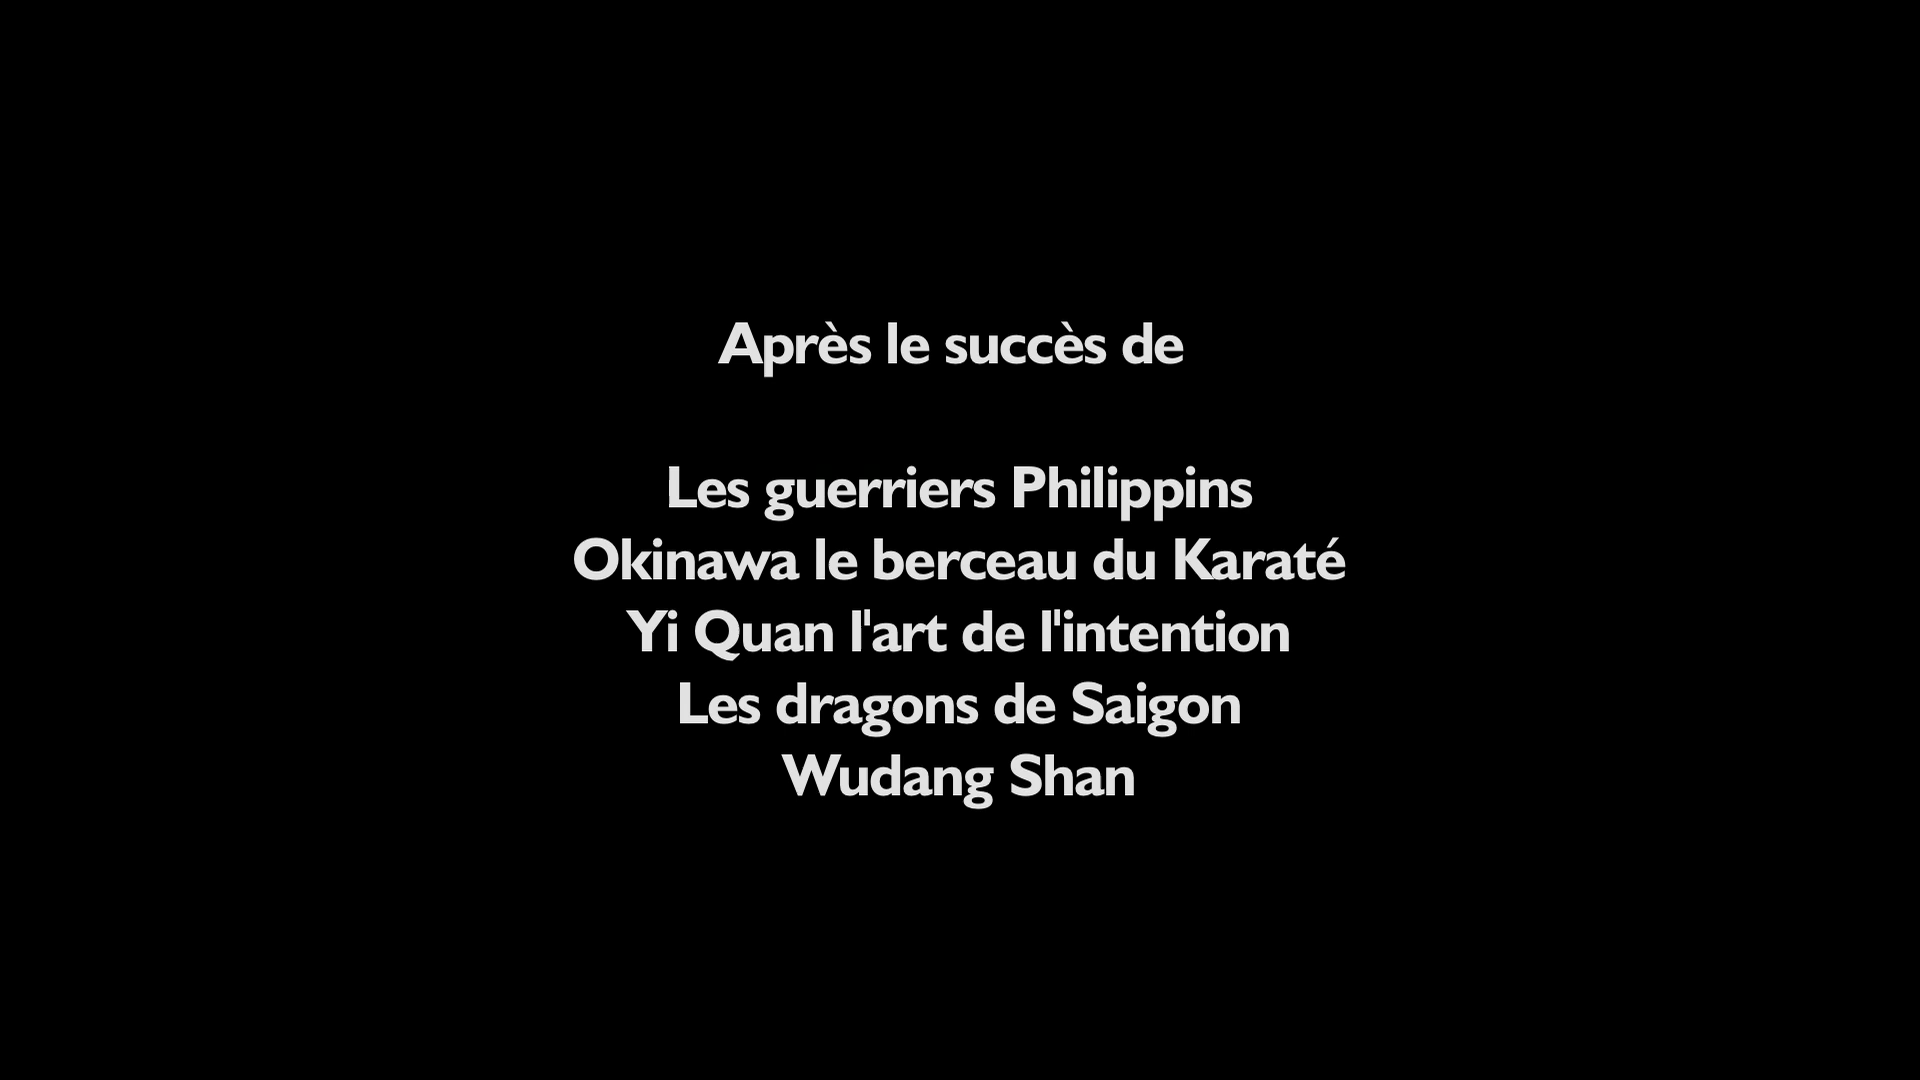 Après le succès de
Les guerriers Philippins
Okinawa le berceau du Karaté
Yi Quan l'art de l'intention
Les dragons de Saigon
Wudang Shan